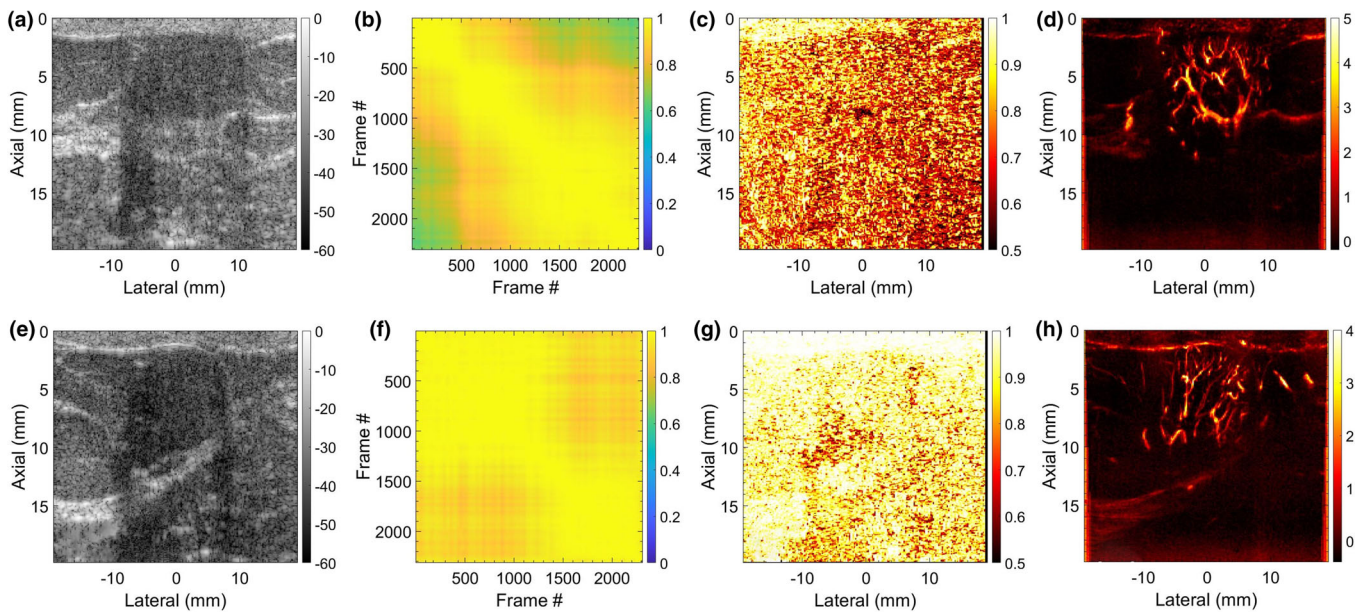 (a)
0
5
10
15
Axial (mm)
-10 0 10
Lateral (mm)
0
-10
-20
-30
-40
-50
-60
(b)
500
1000
1500
2000
Frame #
500 1000 1500 2000
Frame #
1
0.8
0.6
0.4
0.2
0
(c)
0
5
10
15
Axial (mm)
-10 0 10
Lateral (mm)
1
0.9
0.8
0.7
0.6
0.5
(d)
0
5
10
15
Axial (mm)
-10 0 10
Lateral (mm)
5
4
3
2
1
0
(e)
0
5
10
15
Axial (mm)
-10 0 10
Lateral (mm)
0
-10
-20
-30
-40
-50
-60
(f)
500
1000
1500
2000
Frame #
500 1000 1500 2000
Frame #
1
0.8
0.6
0.4
0.2
0
(g)
0
5
10
15
Axial (mm)
-10 0 10
Lateral (mm)
1
0.9
0.8
0.7
0.6
0.5
(h)
0
5
10
15
Axial (mm)
-10 0 10
Lateral (mm)
4
3
2
1
0